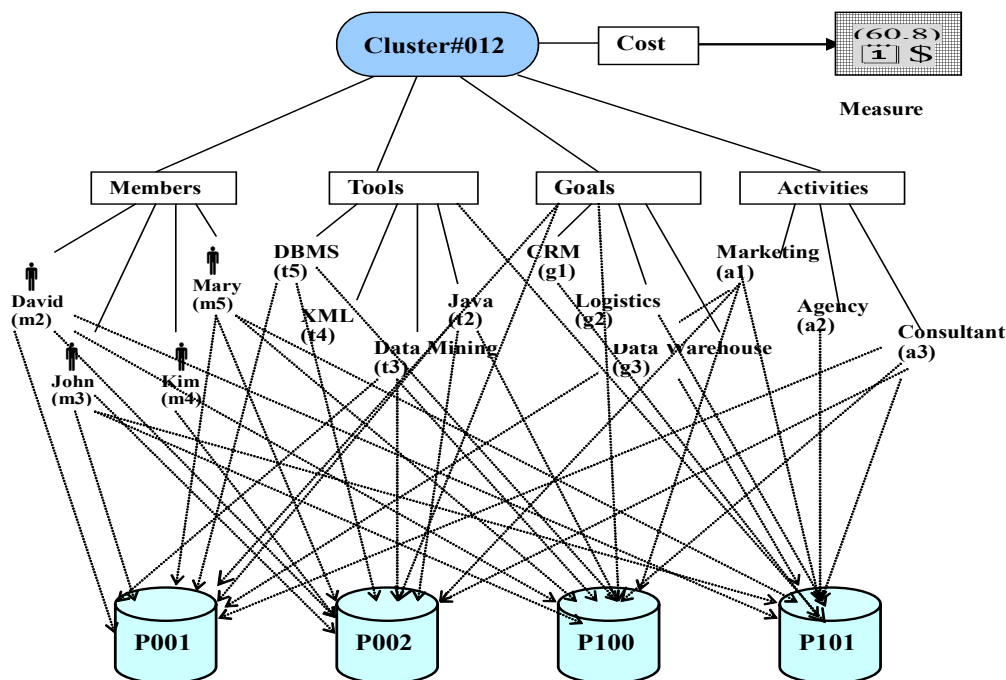 Cluster#012
Cost
(60.8)
[ï] $
Measure
Members
Tools
Goals
Activities
DBMS
(t5)
CRM
(g1)
Marketing
(a1)
David
(m2)
Mary
(m5)
XML
(t4)
Java
(t2)
Logistics
(g2)
Agency
(a2)
Consultant
(a3)
John
(m3)
Kim
(m4)
Data Mining
(t3)
Data Warehouse
(g3)
P001
P002
P100
P101